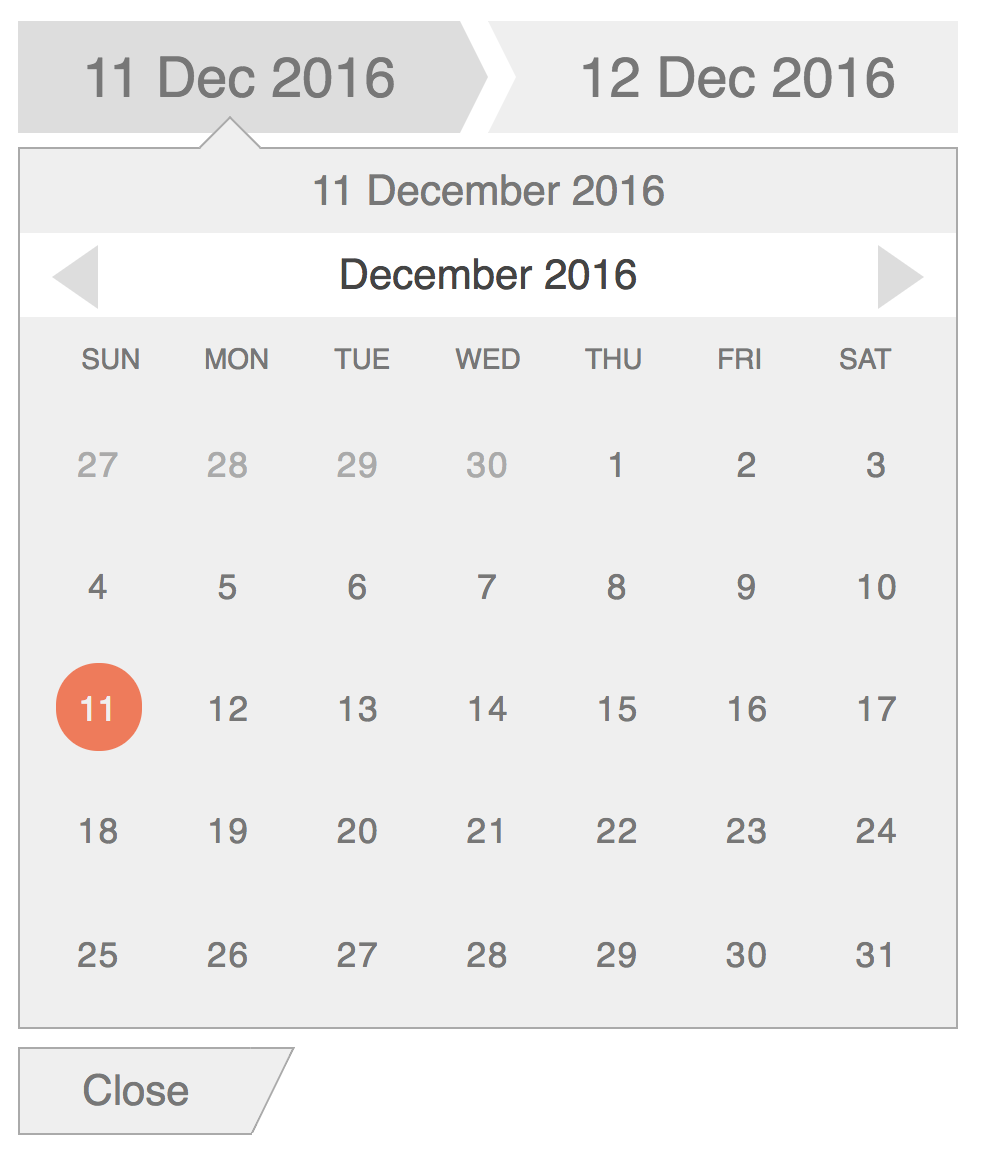 11 Dec 2016 12 Dec 2016
11 December 2016
December 2016
SUN MON TUE WED THU FRI SAT
27 28 29 30 1 2 3
4 5 6 7 8 9 10
11 12 13 14 15 16 17
18 19 20 21 22 23 24
25 26 27 28 29 30 31
Close